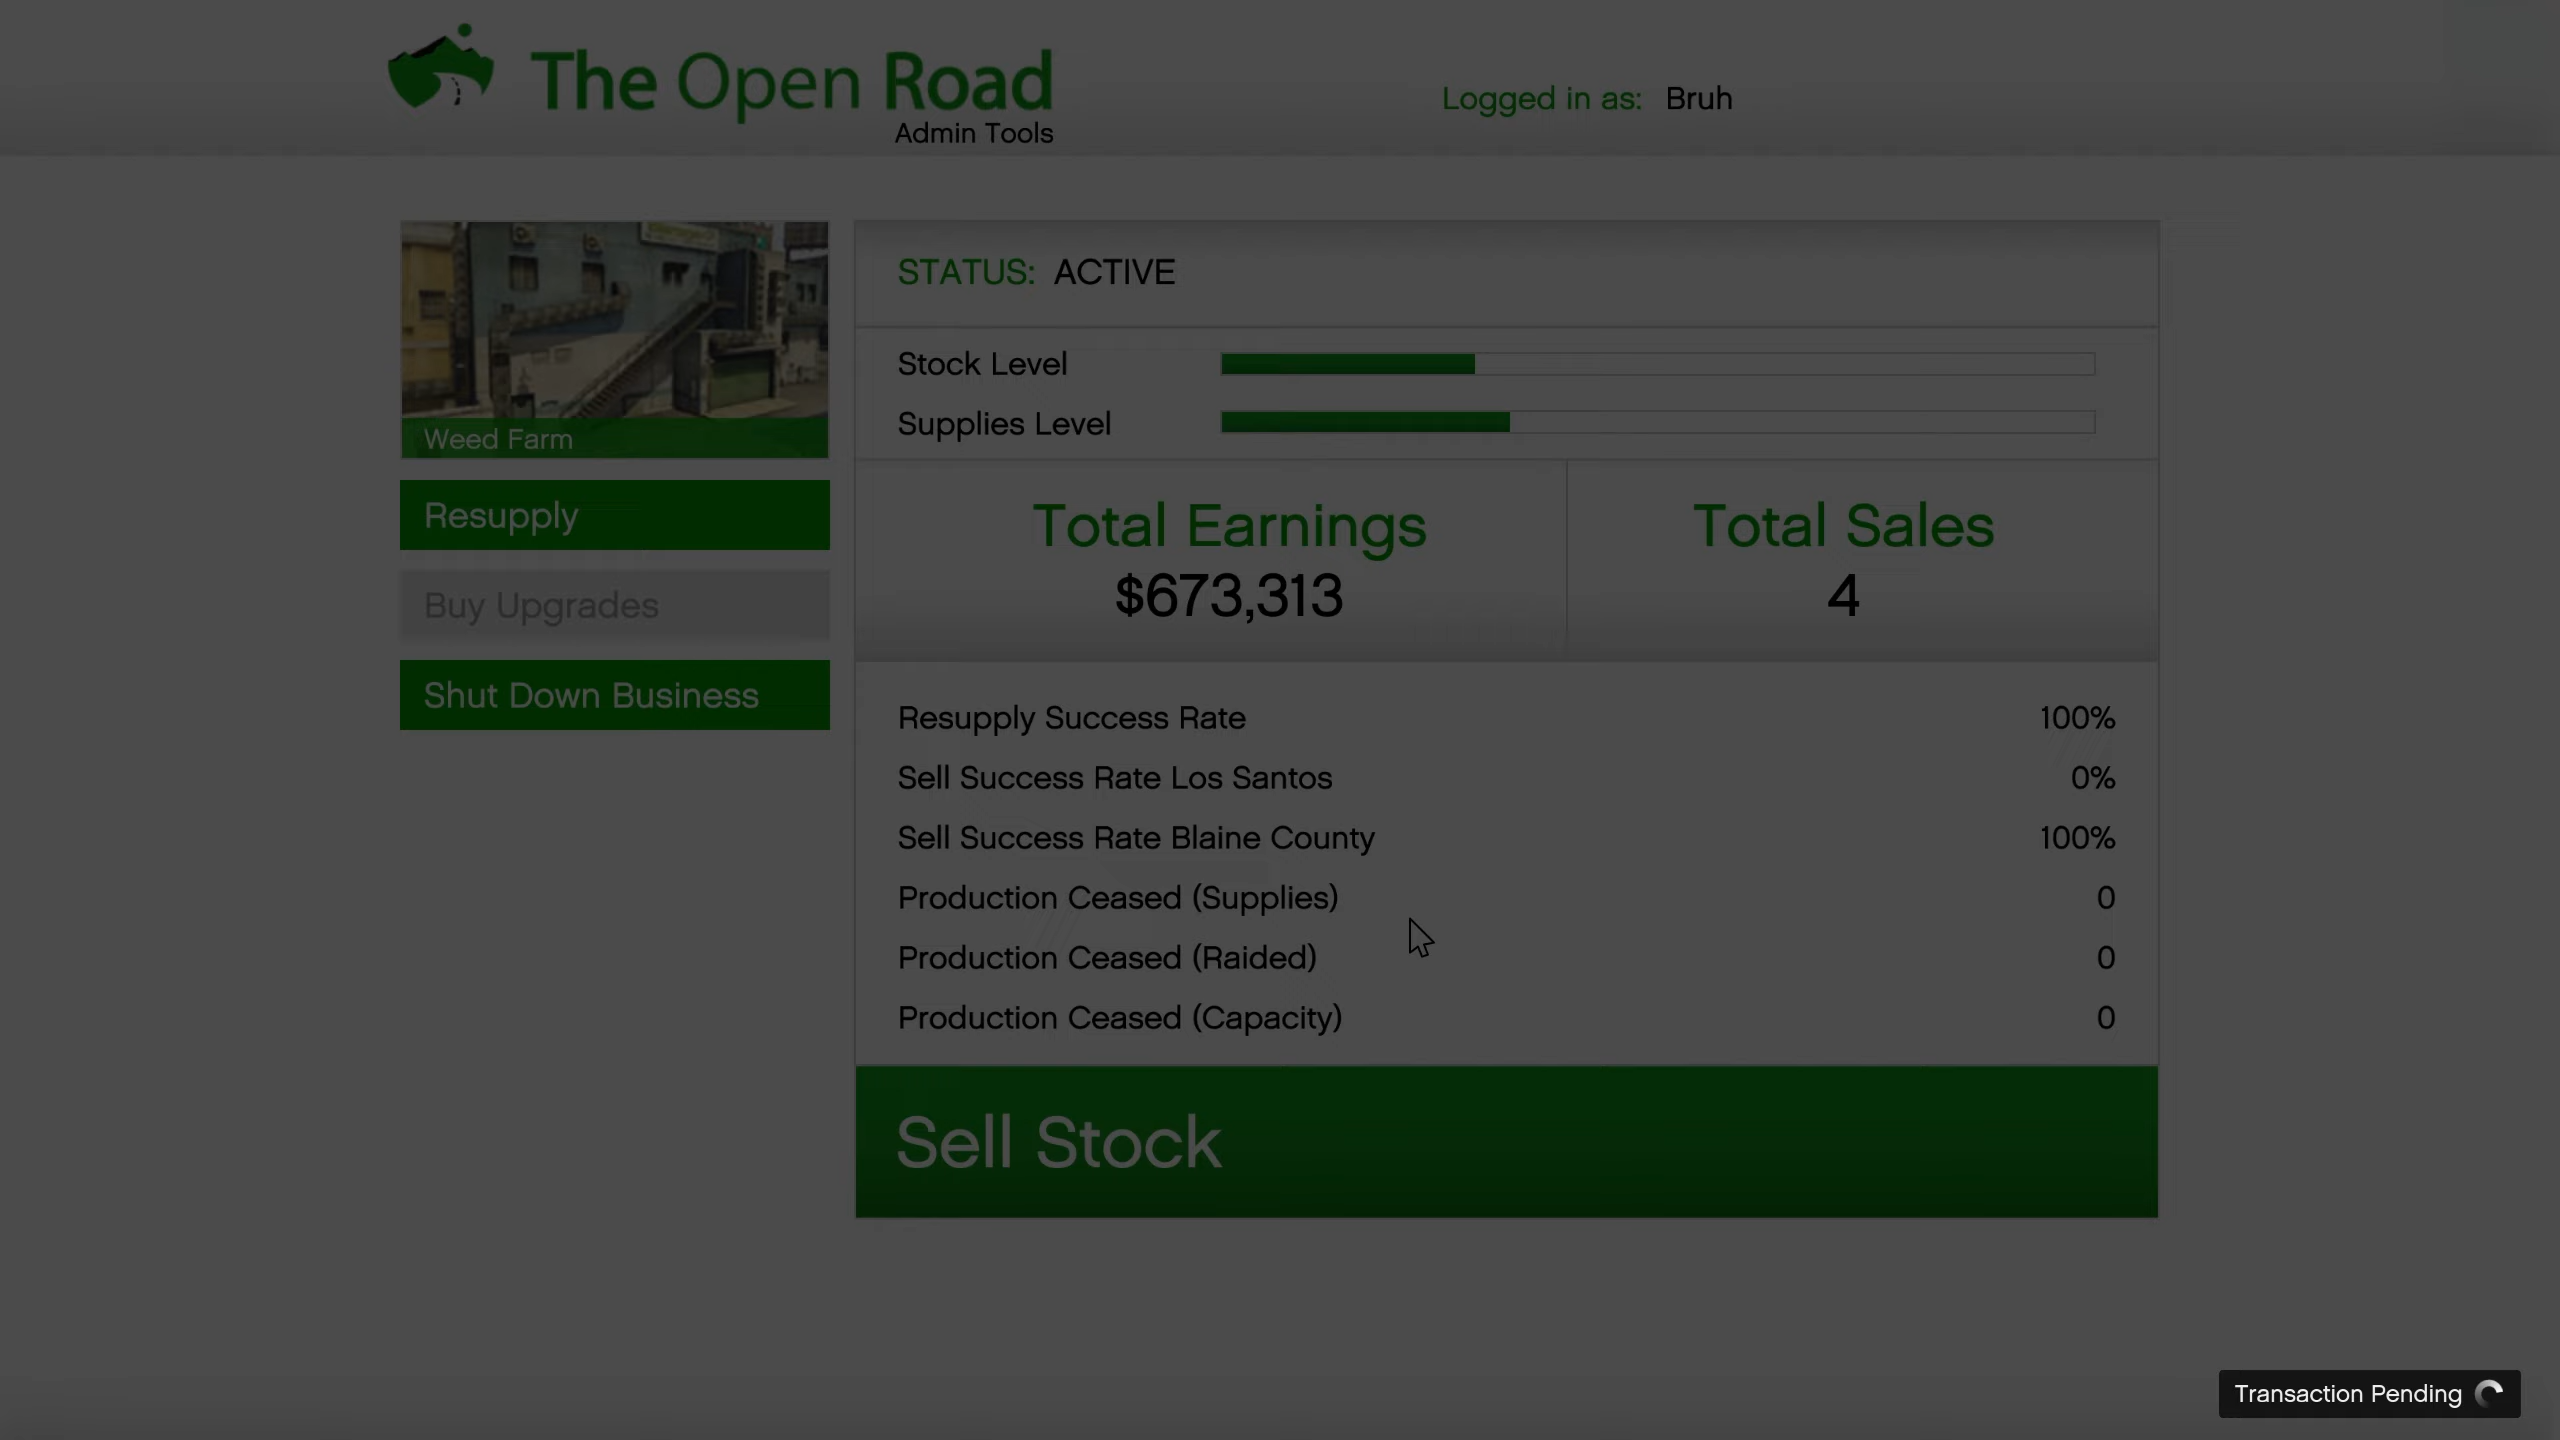 The Open Road
Admin Tools
Logged in as: Bruh
Weed Farm
Resupply
Buy Upgrades
Shut Down Business
STATUS: ACTIVE
Stock Level
Supplies Level
Total Earnings
$673,313
Total Sales
4
Resupply Success Rate 100%
Sell Success Rate Los Santos 0%
Sell Success Rate Blaine County 100%
Production Ceased (Supplies) 0
Production Ceased (Raided) 0
Production Ceased (Capacity) 0
Sell Stock
Transaction Pending